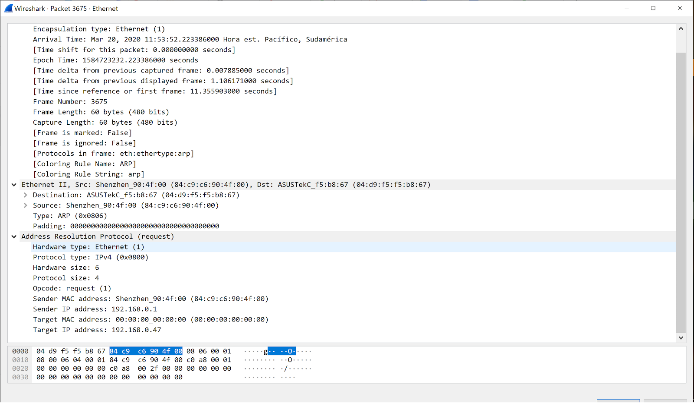 Wireshark · Packet 3675 · Ethernet
Encapsulation type: Ethernet (1)
Arrival Time: Mar 20, 2020 11:53:52.223386000 Hora est. Pacífico, Sudamérica
[Time shift for this packet: 0.000000000 seconds]
Epoch Time: 1584723232.223386000 seconds
[Time delta from previous captured frame: 0.007885000 seconds]
[Time delta from previous displayed frame: 1.106171000 seconds]
[Time since reference or first frame: 11.355903000 seconds]
Frame Number: 3675
Frame Length: 60 bytes (480 bits)
Capture Length: 60 bytes (480 bits)
[Frame is marked: False]
[Frame is ignored: False]
[Protocols in frame: eth:ethertype:arp]
[Coloring Rule Name: ARP]
[Coloring Rule String: arp]
Ethernet II, Src: Shenzhen_90:4f:00 (84:c9:c6:90:4f:00), Dst: ASUSTekC_f5:b8:67 (04:d9:f5:f5:b8:67)
Destination: ASUSTekC_f5:b8:67 (04:d9:f5:f5:b8:67)
Source: Shenzhen_90:4f:00 (84:c9:c6:90:4f:00)
Type: ARP (0x0806)
Padding: 000000000000000000000000000000000000
Address Resolution Protocol (request)
Hardware type: Ethernet (1)
Protocol type: IPv4 (0x0800)
Hardware size: 6
Protocol size: 4
Opcode: request (1)
Sender MAC address: Shenzhen_90:4f:00 (84:c9:c6:90:4f:00)
Sender IP address: 192.168.0.1
Target MAC address: 00:00:00_00:00:00 (00:00:00:00:00:00)
Target IP address: 192.168.0.47
0000 04 d9 f5 f5 b8 67 84 c9 c6 90 4f 00 08 06 00 01 ·····g·· ··O·····
0010 08 00 06 04 00 01 84 c9 c6 90 4f 00 c0 a8 00 01 ········ ··O·····
0020 00 00 00 00 00 00 c0 a8 00 2f 00 00 00 00 00 00 ········ ·/······
0030 00 00 00 00 00 00 00 00 00 00 00 00 ········ ····